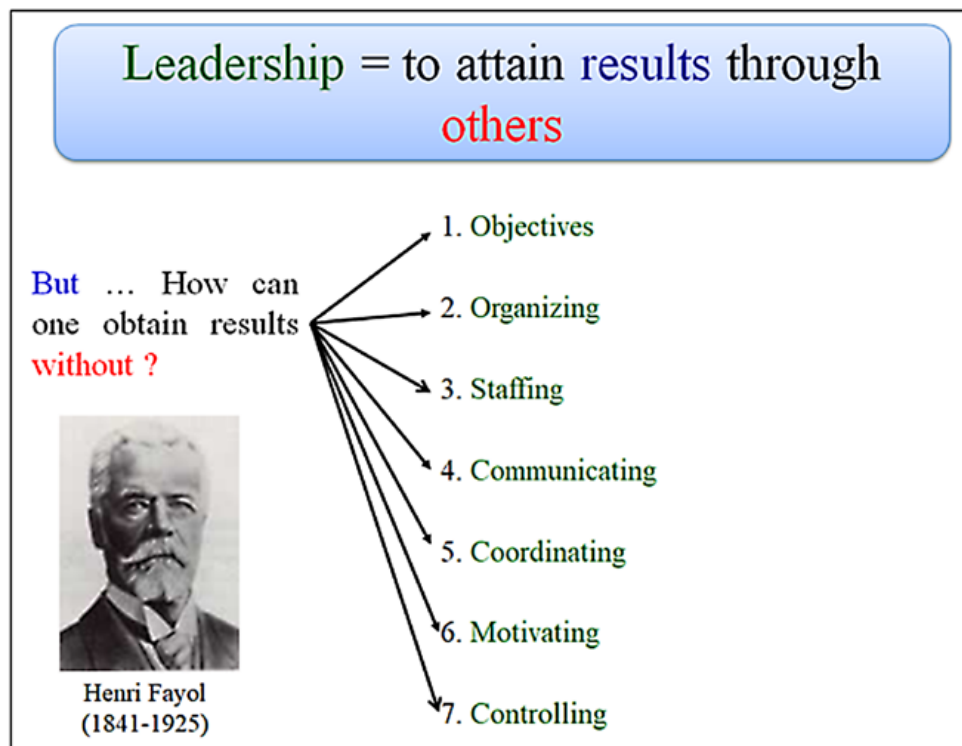 Leadership = to attain results through
others
But … How can
one obtain results
without ?
1. Objectives
2. Organizing
3. Staffing
4. Communicating
5. Coordinating
6. Motivating
7. Controlling
Henri Fayol
(1841-1925)